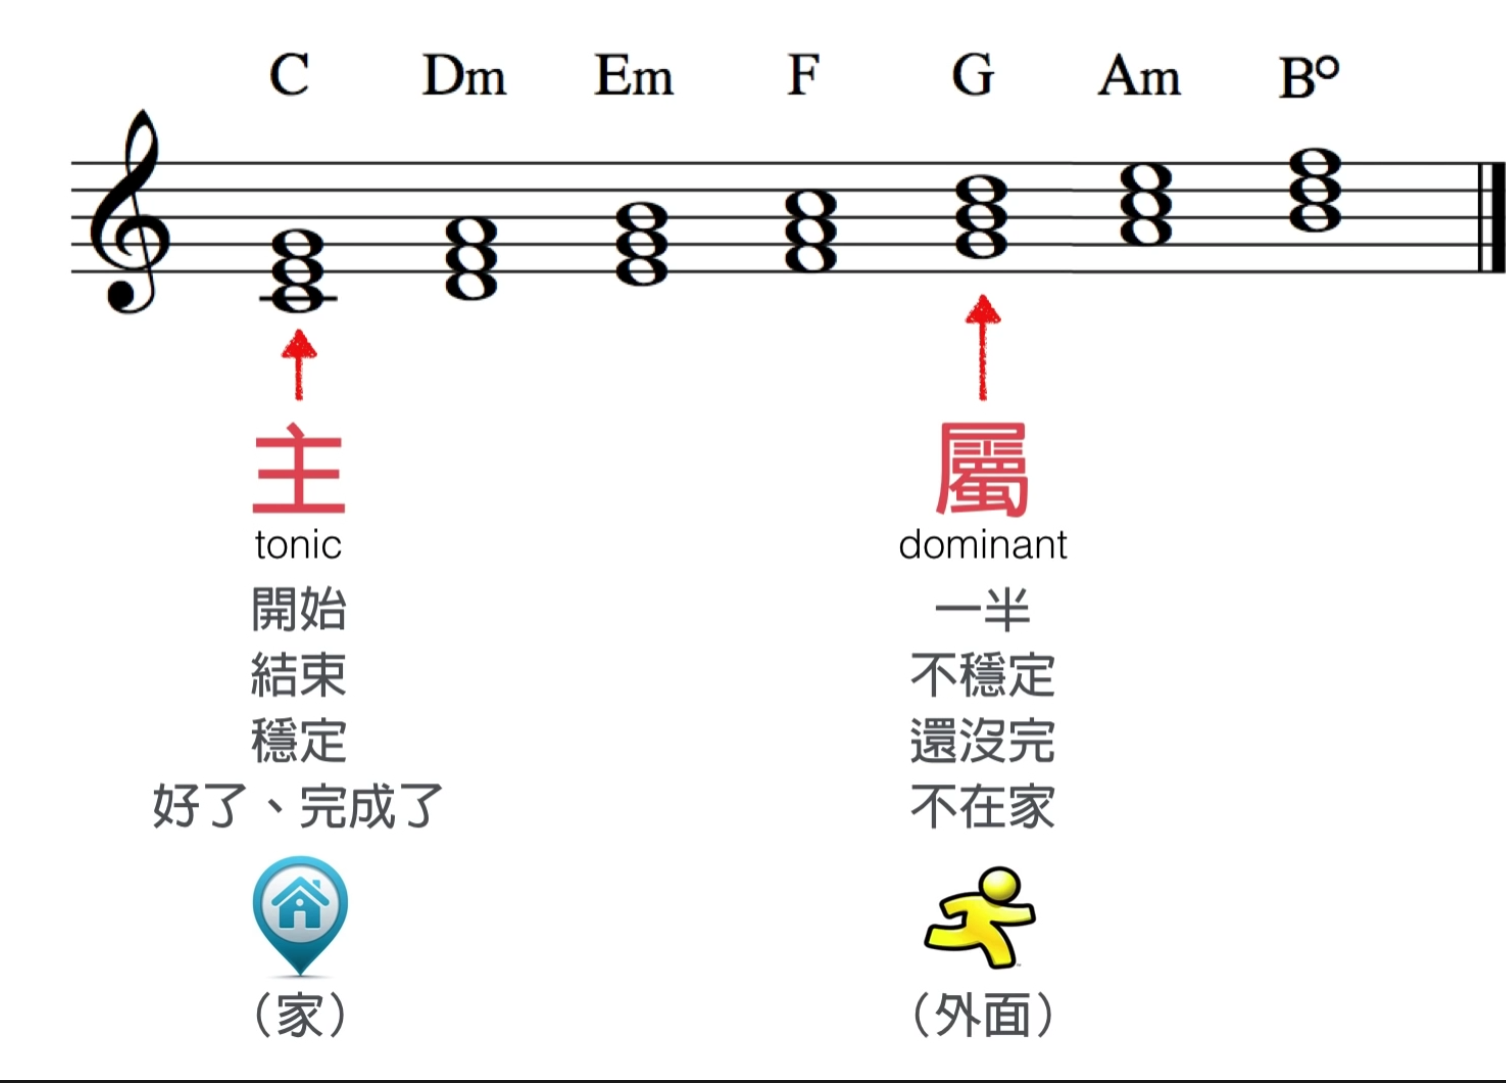 C Dm Em F G Am B°
主 屬
tonic dominant
開始 一半
結束 不穩定
穩定 還沒完
好了、完成了 不在家
（家） （外面）